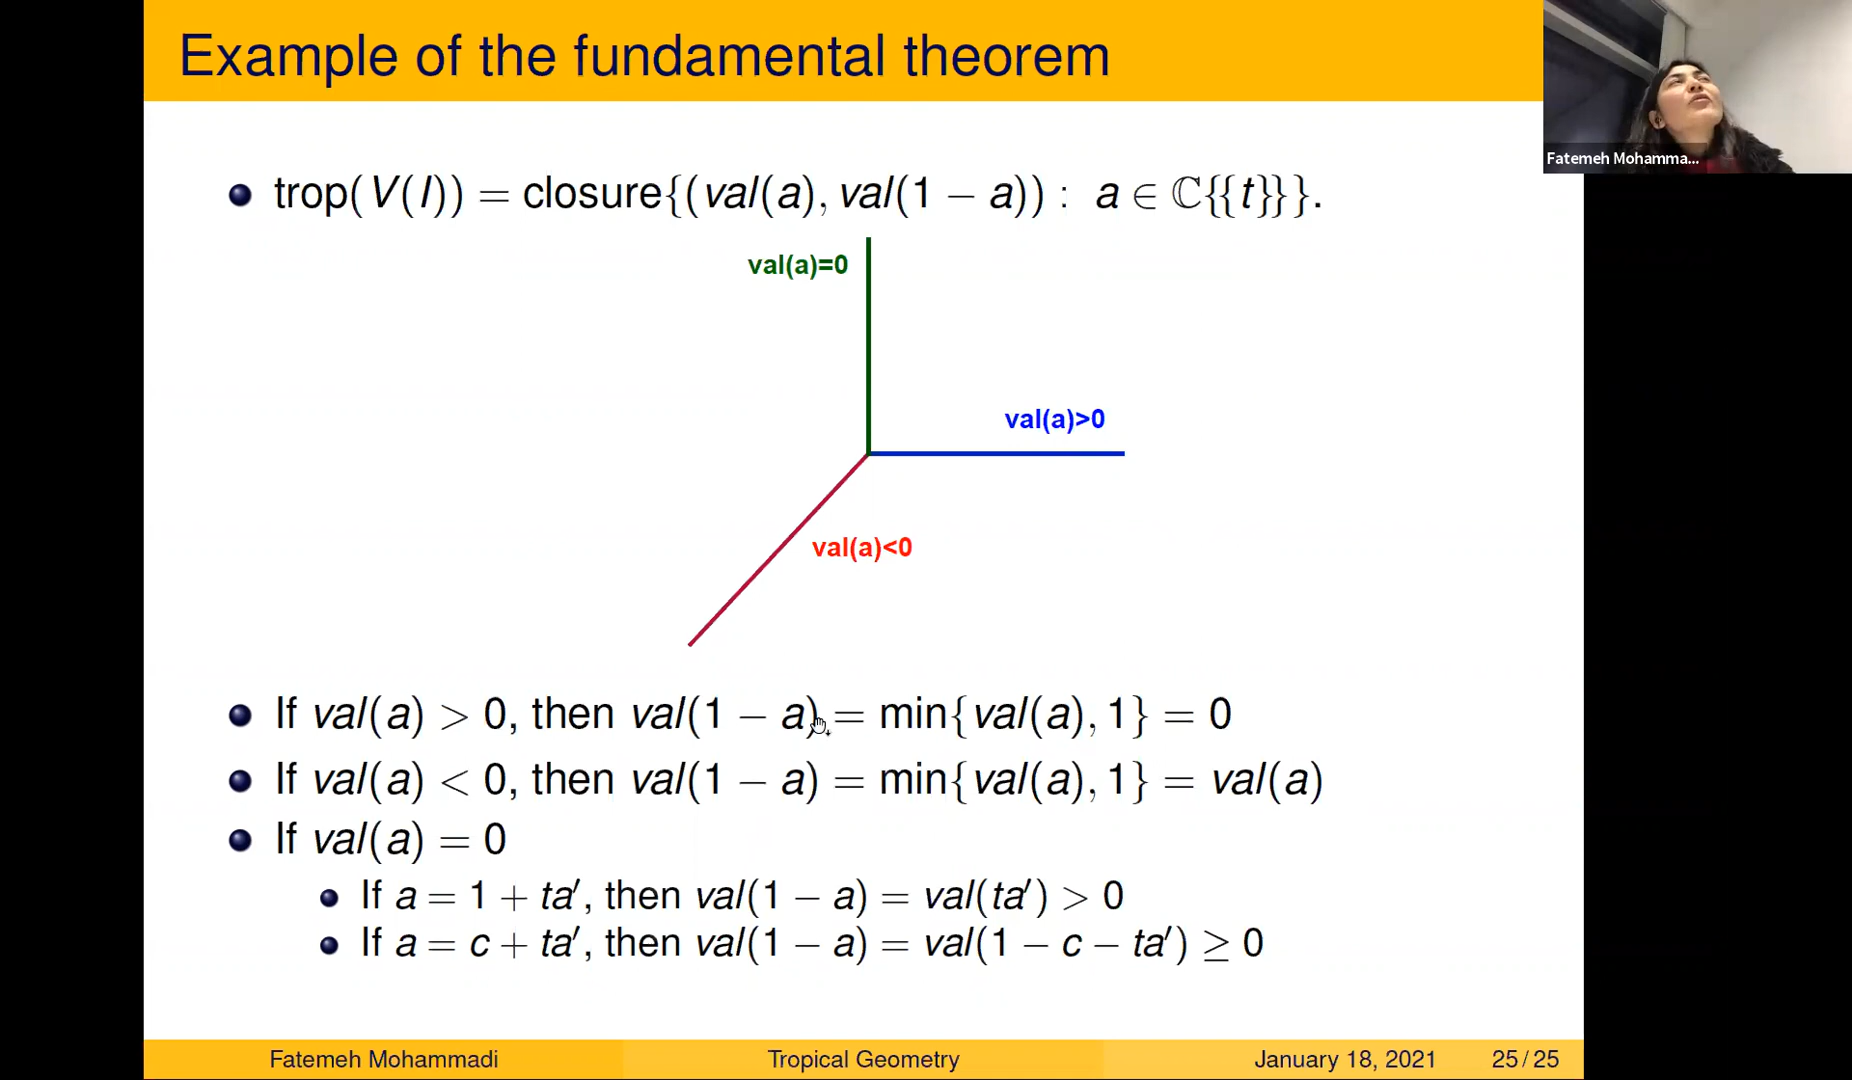 Example of the fundamental theorem
Fatemeh Mohamma...
trop(V(I)) = closure{(val(a), val(1 − a)) : a ∈ ℂ{{t}}}.
val(a)=0
val(a)>0
val(a)<0
If val(a) > 0, then val(1 − a) = min{val(a), 1} = 0
If val(a) < 0, then val(1 − a) = min{val(a), 1} = val(a)
If val(a) = 0
If a = 1 + ta′, then val(1 − a) = val(ta′) > 0
If a = c + ta′, then val(1 − a) = val(1 − c − ta′) ≥ 0
Fatemeh Mohammadi Tropical Geometry January 18, 2021 25/25